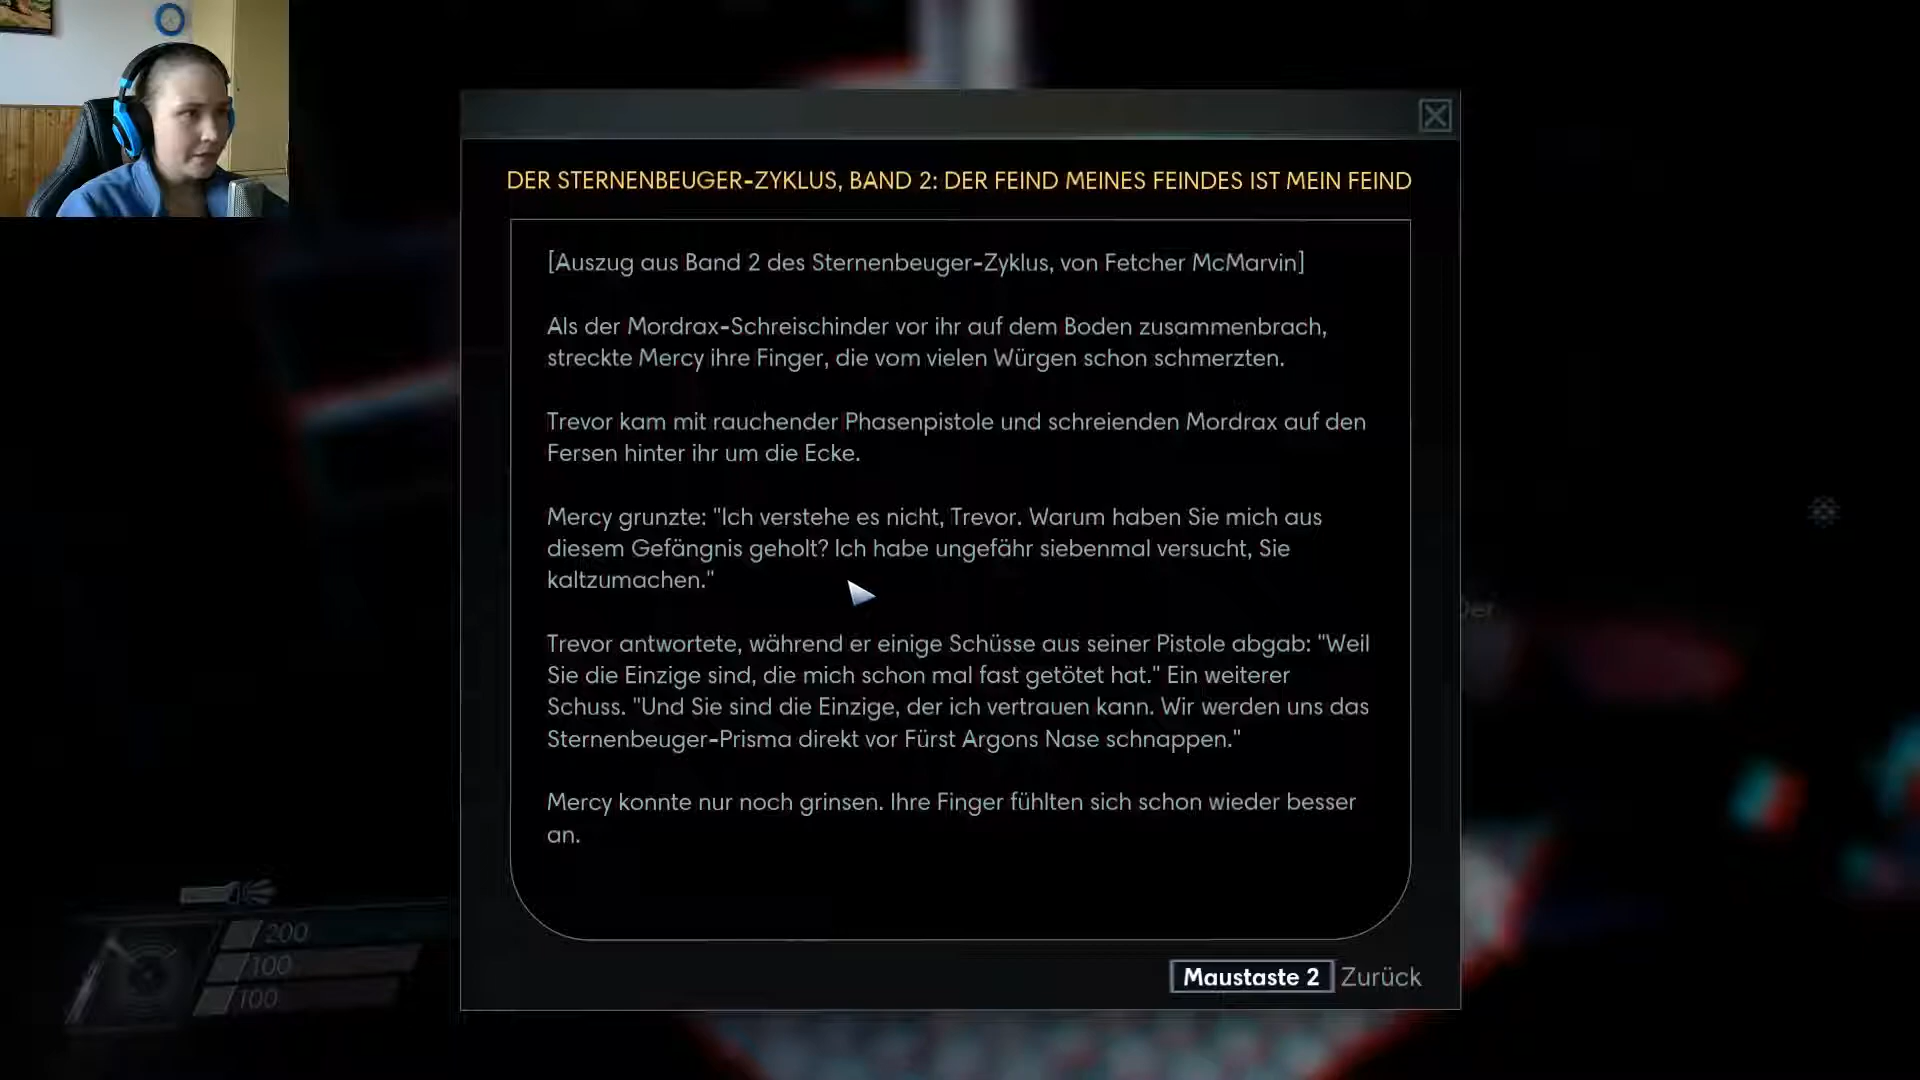 DER STERNENBEUGER-ZYKLUS, BAND 2: DER FEIND MEINES FEINDES IST MEIN FEIND
[Auszug aus Band 2 des Sternenbeuger-Zyklus, von Fetcher McMarvin]
Als der Mordrax-Schreischinder vor ihr auf dem Boden zusammenbrach,
streckte Mercy ihre Finger, die vom vielen Würgen schon schmerzten.
Trevor kam mit rauchender Phasenpistole und schreienden Mordrax auf den
Fersen hinter ihr um die Ecke.
Mercy grunzte: "Ich verstehe es nicht, Trevor. Warum haben Sie mich aus
diesem Gefängnis geholt? Ich habe ungefähr siebenmal versucht, Sie
kaltzumachen."
Trevor antwortete, während er einige Schüsse aus seiner Pistole abgab: "Weil
Sie die Einzige sind, die mich schon mal fast getötet hat." Ein weiterer
Schuss. "Und Sie sind die Einzige, der ich vertrauen kann. Wir werden uns das
Sternenbeuger-Prisma direkt vor Fürst Argons Nase schnappen."
Mercy konnte nur noch grinsen. Ihre Finger fühlten sich schon wieder besser
an.
Maustaste 2 Zurück
Der
200
100
100